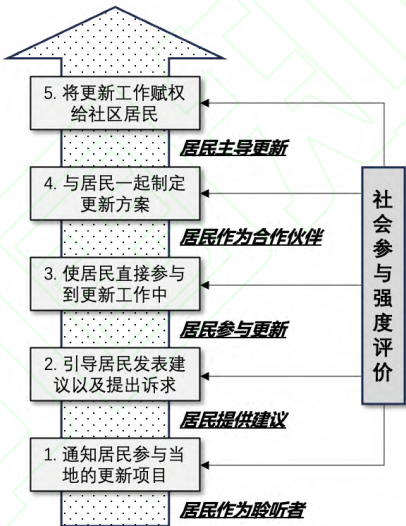 5. 将更新工作赋权
给社区居民
居民主导更新
4. 与居民一起制定
更新方案
居民作为合作伙伴
3. 使居民直接参与
到更新工作中
居民参与更新
2. 引导居民发表建
议以及提出诉求
居民提供建议
1. 通知居民参与当
地的更新项目
居民作为聆听者
社会参与强度评价